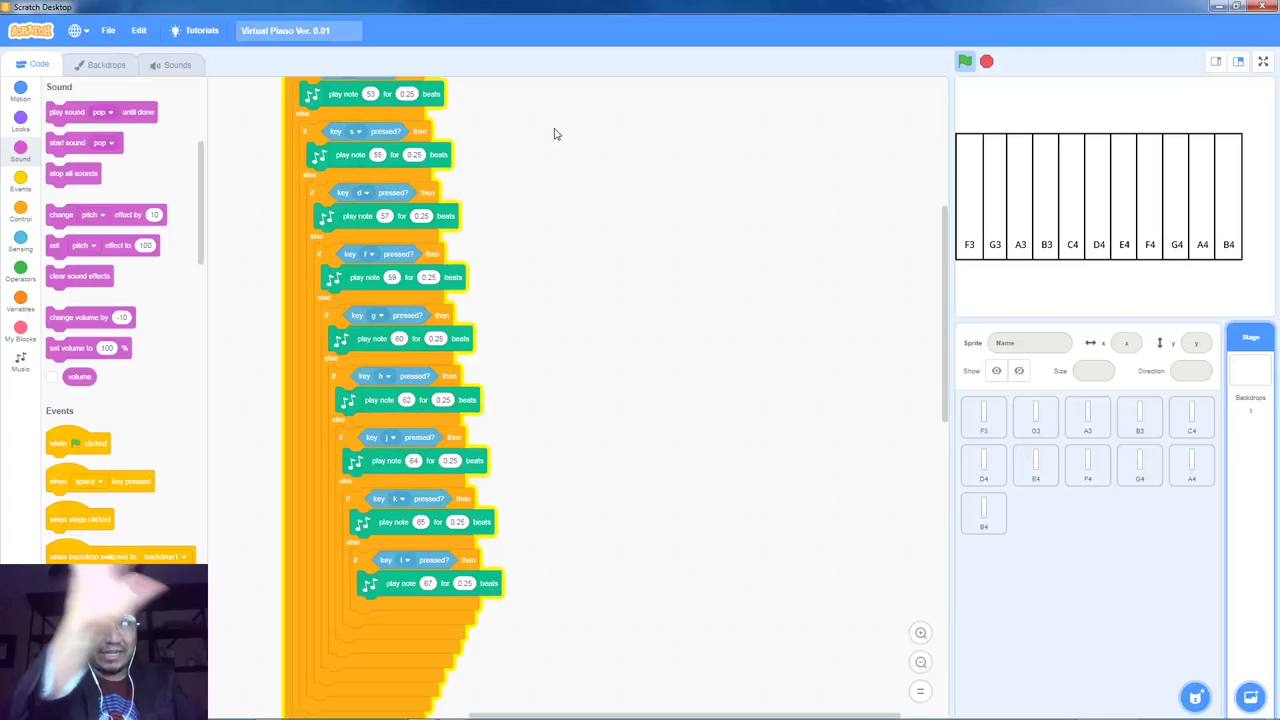 Scratch Desktop
SCRATCH
File
Edit
Tutorials
Virtual Piano Ver. 0.01
Code
Backdrops
Sounds
Motion
Looks
Sound
Events
Control
Sensing
Operators
Variables
My Blocks
Music
Sound
play sound pop until done
start sound pop
stop all sounds
change pitch effect by 10
set pitch effect to 100
clear sound effects
change volume by -10
set volume to 100 %
volume
Events
when clicked
when space key pressed
when stage clicked
when backdrop switches to backdrop1
play note 53 for 0.25 beats
else
if key s pressed? then
play note 55 for 0.25 beats
else
if key d pressed? then
play note 57 for 0.25 beats
else
if key f pressed? then
play note 59 for 0.25 beats
else
if key g pressed? then
play note 60 for 0.25 beats
else
if key h pressed? then
play note 62 for 0.25 beats
else
if key j pressed? then
play note 64 for 0.25 beats
else
if key k pressed? then
play note 65 for 0.25 beats
else
if key l pressed? then
play note 67 for 0.25 beats
F3 G3 A3 B3 C4 D4 E4 F4 G4 A4 B4
Sprite Name x x y y
Show Size Direction
F3 G3 A3 B3 C4
D4 E4 F4 G4 A4
B4
Stage
Backdrops
1